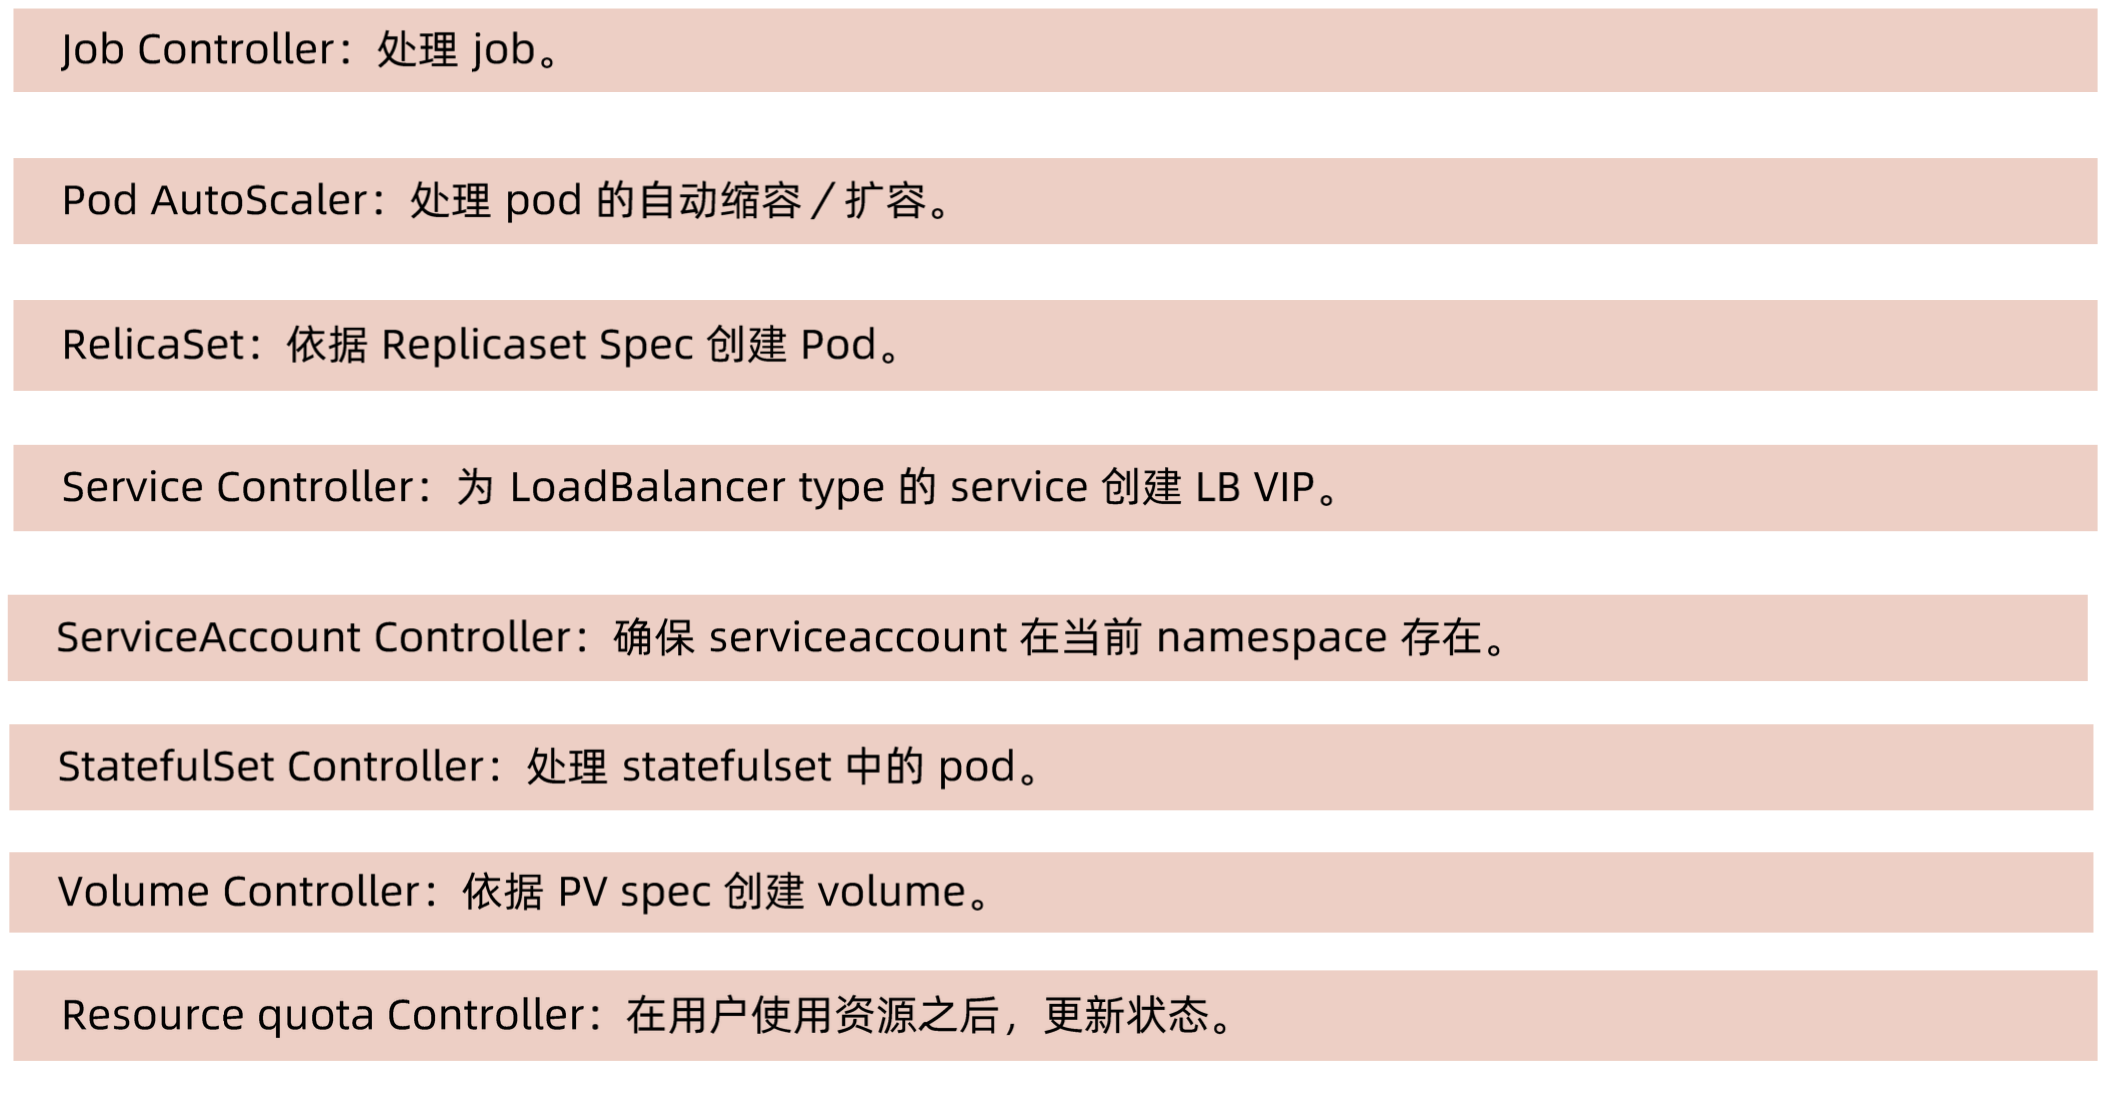 Job Controller：处理 job。
Pod AutoScaler：处理 pod 的自动缩容／扩容。
RelicaSet：依据 Replicaset Spec 创建 Pod。
Service Controller：为 LoadBalancer type 的 service 创建 LB VIP。
ServiceAccount Controller：确保 serviceaccount 在当前 namespace 存在。
StatefulSet Controller：处理 statefulset 中的 pod。
Volume Controller：依据 PV spec 创建 volume。
Resource quota Controller：在用户使用资源之后，更新状态。